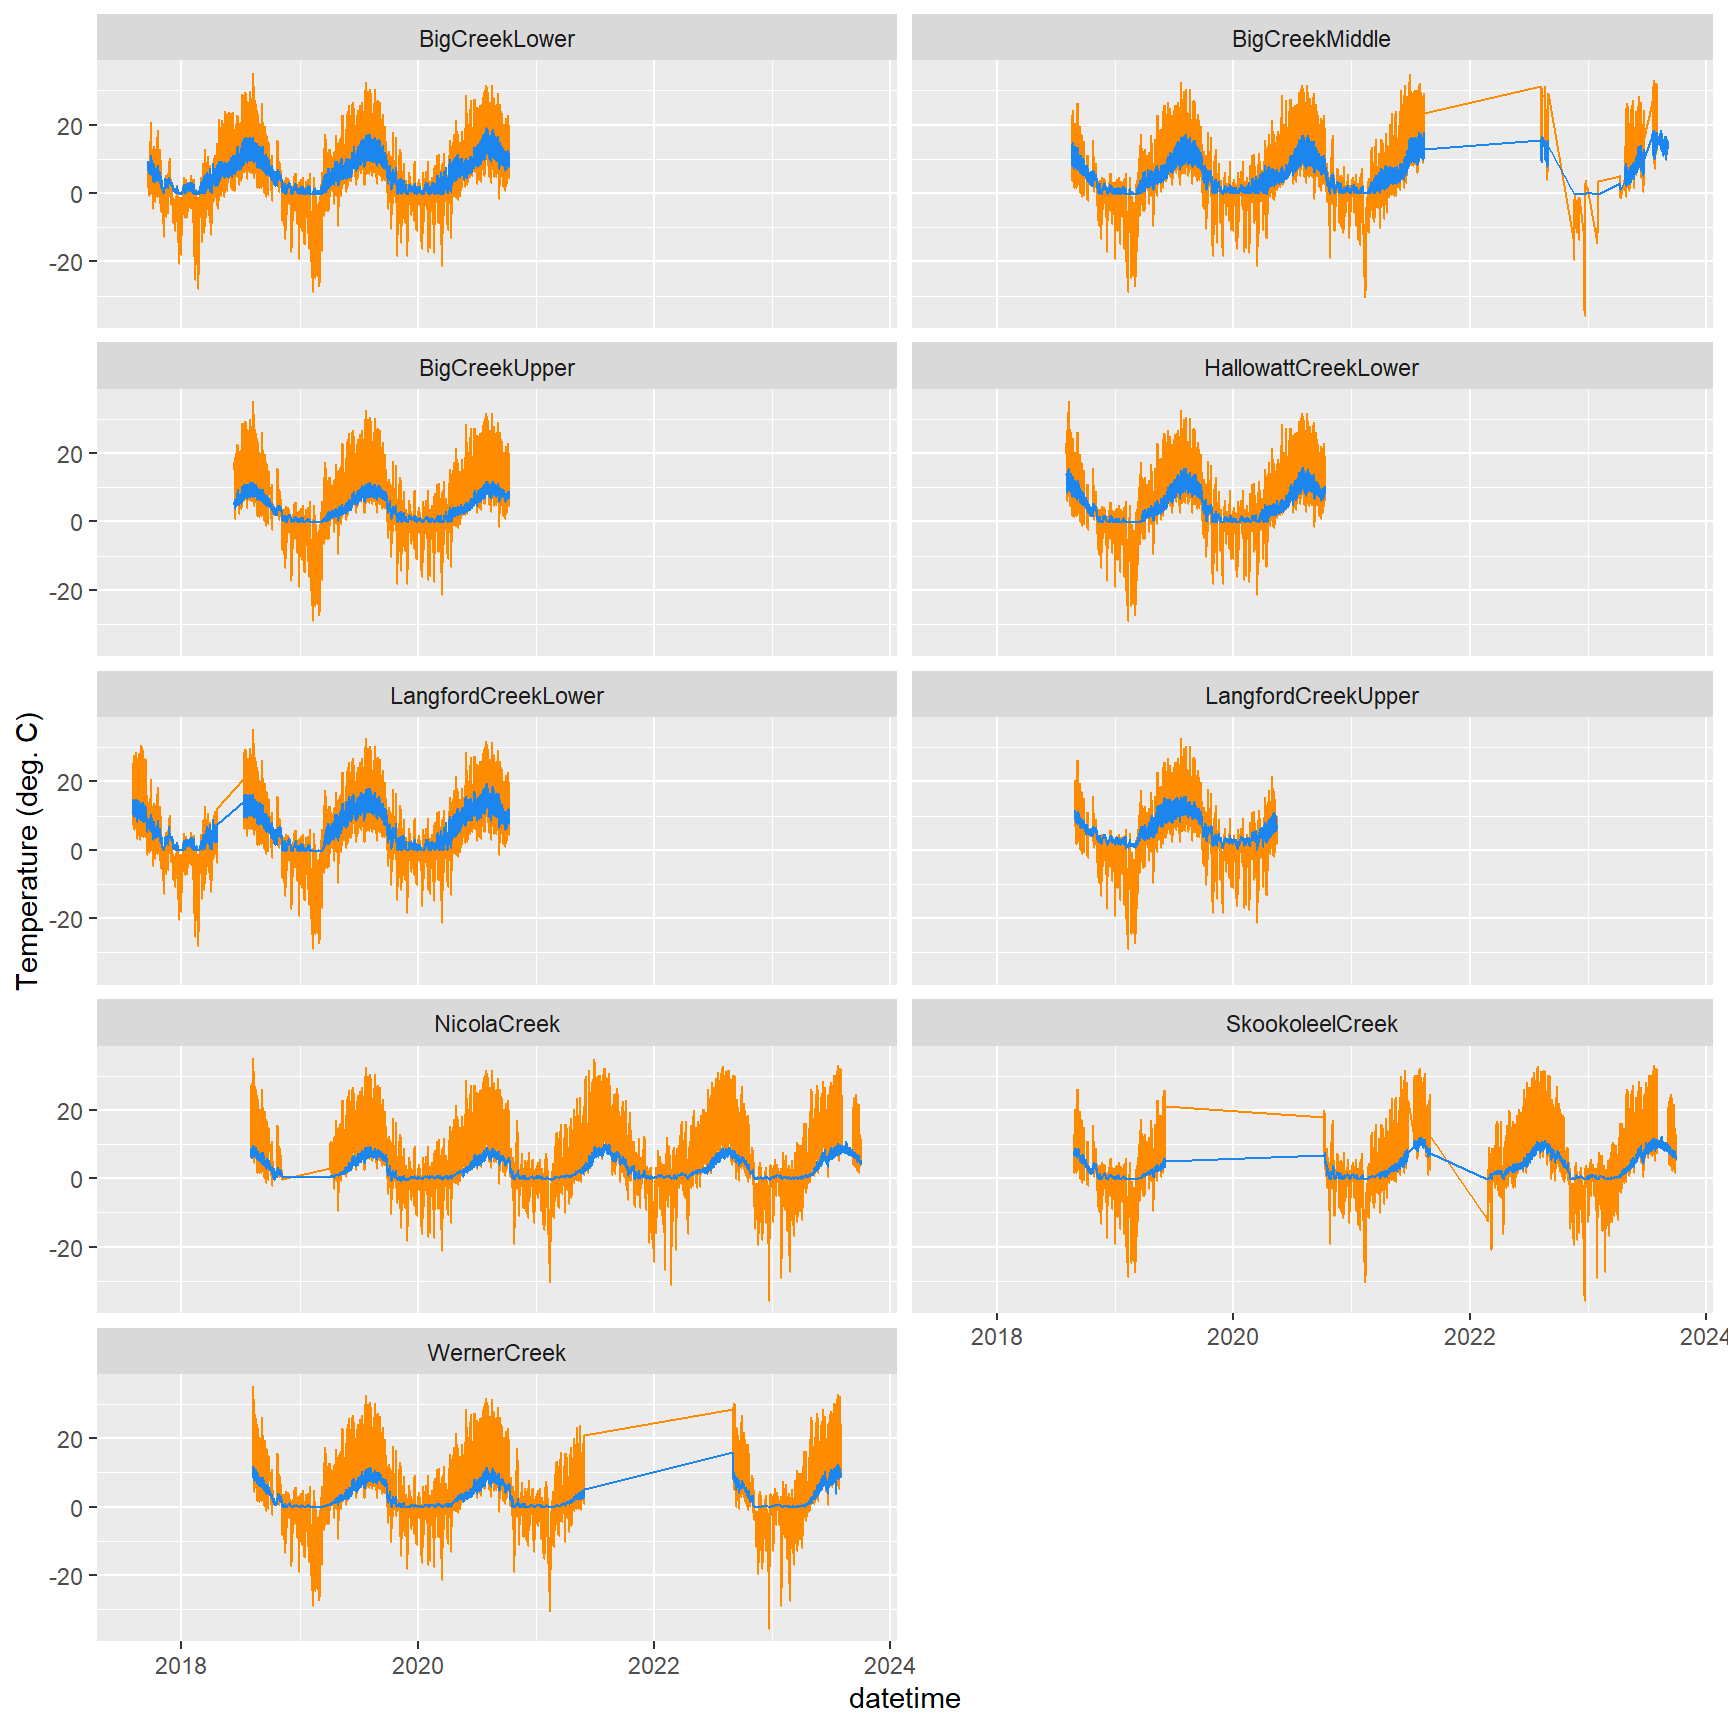 BigCreekLower
BigCreekMiddle
20
0
-20
BigCreekUpper
HallowattCreekLower
20
0
-20
LangfordCreekLower
LangfordCreekUpper
20
0
-20
Temperature (deg. C)
NicolaCreek
SkookoleelCreek
20
0
-20
2018
2020
2022
2024
WernerCreek
20
0
-20
2018
2020
2022
2024
datetime